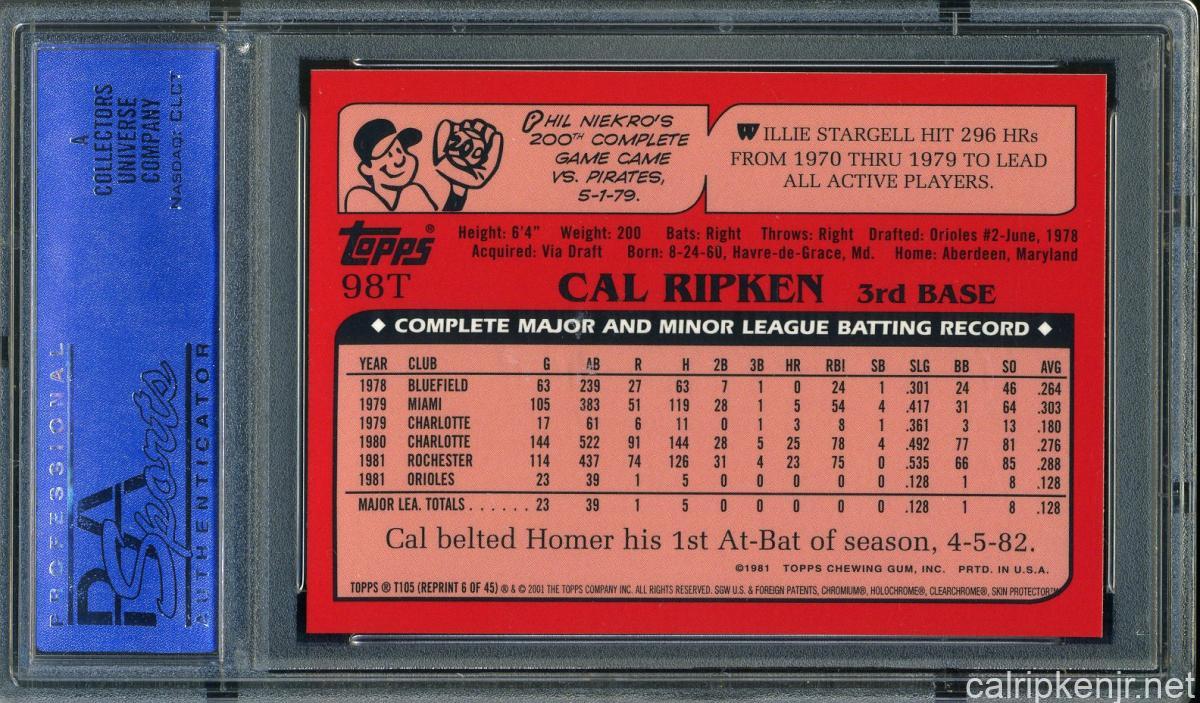 A
COLLECTORS
UNIVERSE
COMPANY
NASDAQ: CLCT
PROFESSIONAL
PSA
Sports
AUTHENTICATOR
PHIL NIEKRO'S
200TH COMPLETE
GAME CAME
VS. PIRATES,
5-1-79.
200
WILLIE STARGELL HIT 296 HRs
FROM 1970 THRU 1979 TO LEAD
ALL ACTIVE PLAYERS.
TOPPS®
Height: 6'4" Weight: 200 Bats: Right Throws: Right Drafted: Orioles #2-June, 1978
Acquired: Via Draft Born: 8-24-60, Havre-de-Grace, Md. Home: Aberdeen, Maryland
98T CAL RIPKEN 3rd BASE
◆ COMPLETE MAJOR AND MINOR LEAGUE BATTING RECORD ◆
YEAR CLUB G AB R H 2B 3B HR RBI SB SLG BB SO AVG
1978 BLUEFIELD 63 239 27 63 7 1 0 24 1 .301 24 46 .264
1979 MIAMI 105 383 51 119 28 1 5 54 4 .417 31 64 .303
1979 CHARLOTTE 17 61 6 11 0 1 3 8 1 .361 3 13 .180
1980 CHARLOTTE 144 522 91 144 28 5 25 78 4 .492 77 81 .276
1981 ROCHESTER 114 437 74 126 31 4 23 75 0 .535 66 85 .288
1981 ORIOLES 23 39 1 5 0 0 0 0 0 .128 1 8 .128
MAJOR LEA. TOTALS . . . . . . 23 39 1 5 0 0 0 0 0 .128 1 8 .128
Cal belted Homer his 1st At-Bat of season, 4-5-82.
©1981 TOPPS CHEWING GUM, INC. PRTD. IN U.S.A.
TOPPS ® T105 (REPRINT 6 OF 45) ® & © 2001 THE TOPPS COMPANY INC. ALL RIGHTS RESERVED. SGW U.S. & FOREIGN PATENTS, CHROMIUM®, HOLOCHROME®, CLEARCHROME®, SKIN PROTECTOR™
calripkenjr.net